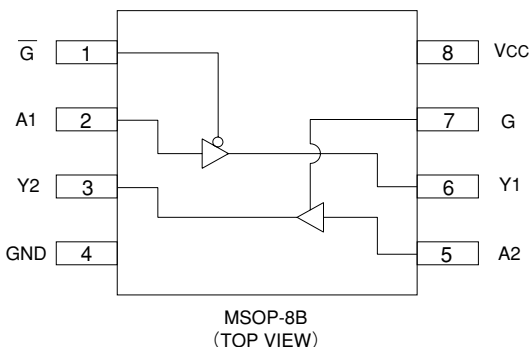 G̅ 1 8 VCC
A1 2 7 G
Y2 3 6 Y1
GND 4 5 A2
MSOP-8B
(TOP VIEW)